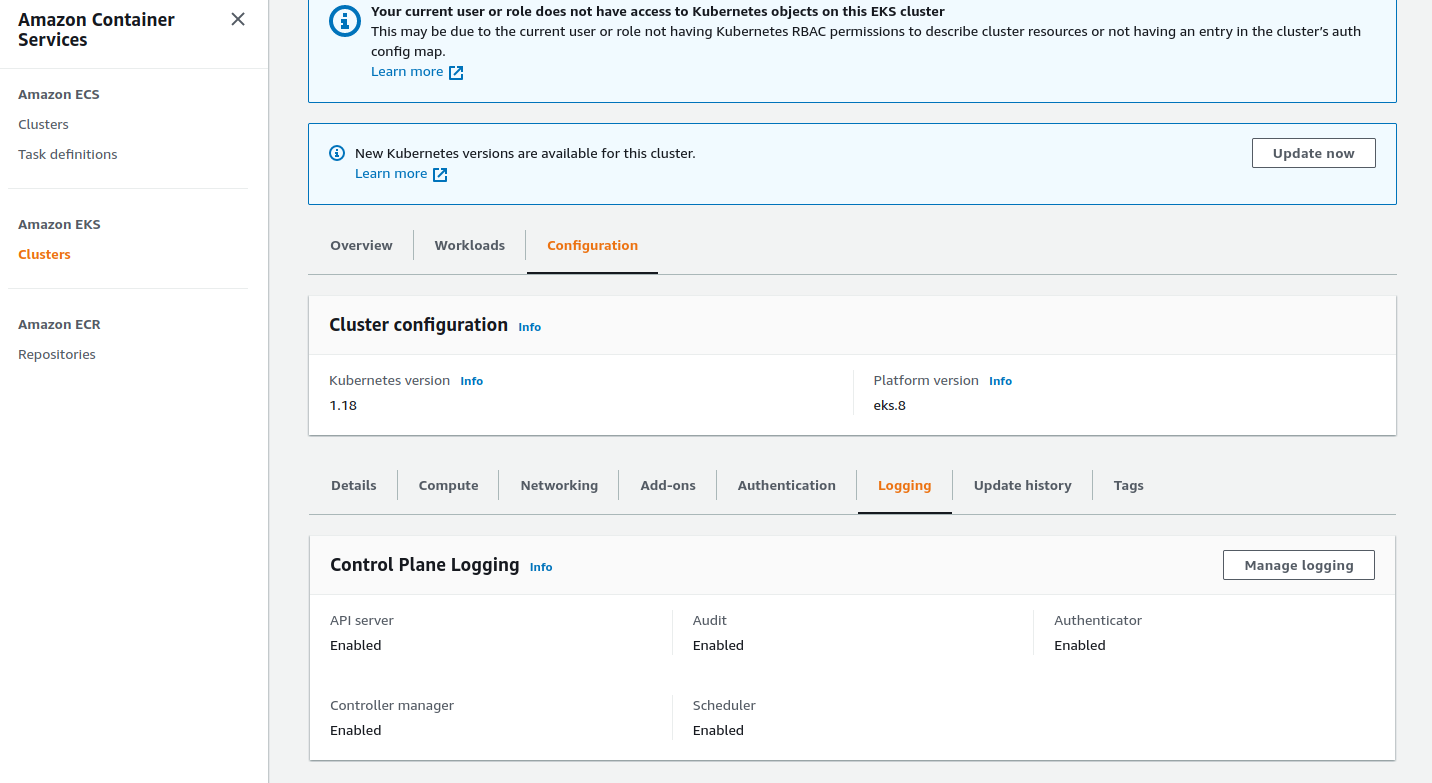 Amazon Container
Services
Amazon ECS
Clusters
Task definitions
Amazon EKS
Clusters
Amazon ECR
Repositories
Your current user or role does not have access to Kubernetes objects on this EKS cluster
This may be due to the current user or role not having Kubernetes RBAC permissions to describe cluster resources or not having an entry in the cluster’s auth
config map.
Learn more
New Kubernetes versions are available for this cluster.
Learn more
Update now
Overview Workloads Configuration
Cluster configuration Info
Kubernetes version Info
1.18
Platform version Info
eks.8
Details Compute Networking Add-ons Authentication Logging Update history Tags
Control Plane Logging Info
Manage logging
API server
Enabled
Audit
Enabled
Authenticator
Enabled
Controller manager
Enabled
Scheduler
Enabled